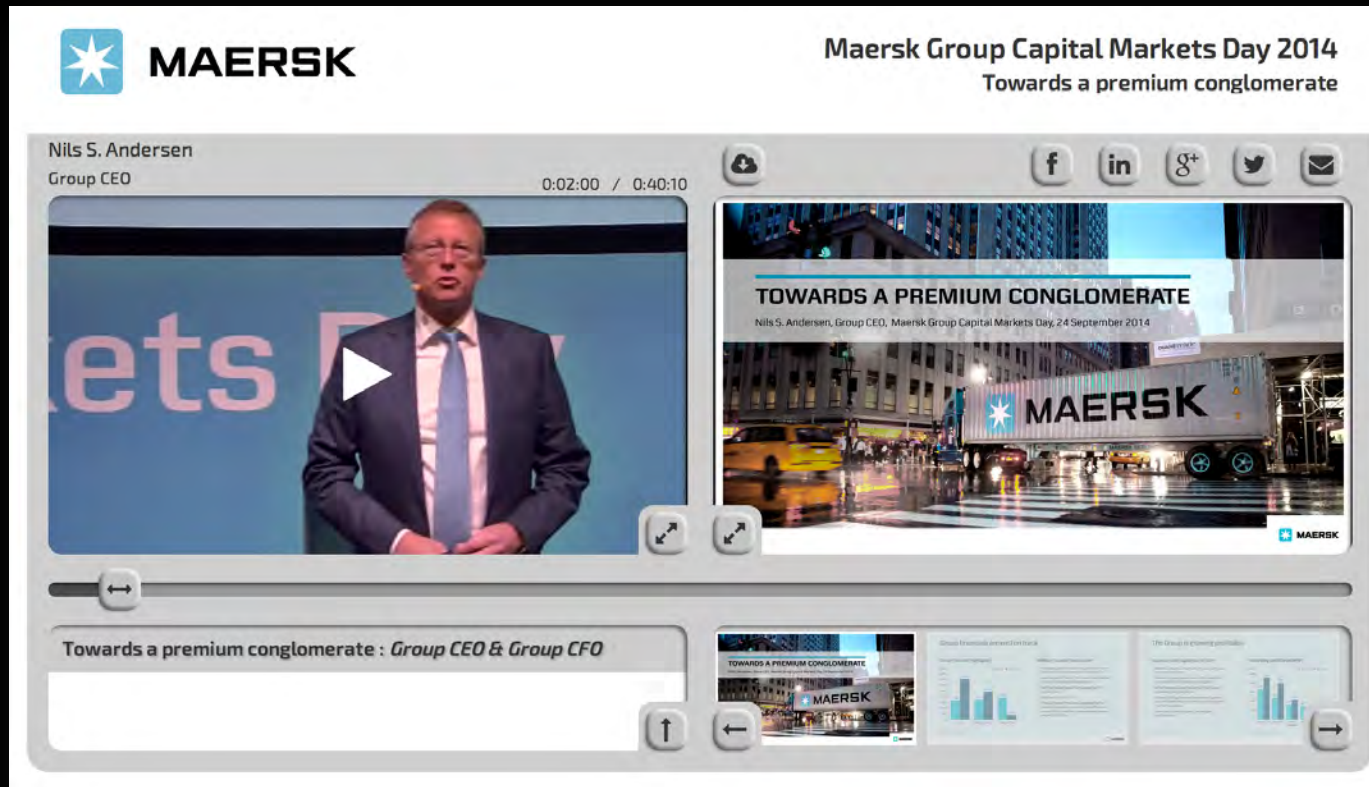 MAERSK
Maersk Group Capital Markets Day 2014
Towards a premium conglomerate
Nils S. Andersen
Group CEO
0:02:00 / 0:40:10
f in g+
kets D y
TOWARDS A PREMIUM CONGLOMERATE
Nils S. Andersen, Group CEO, Maersk Group Capital Markets Day, 24 September 2014
MAERSK
MAERSK
Towards a premium conglomerate : Group CEO & Group CFO
TOWARDS A PREMIUM CONGLOMERATE
MAERSK